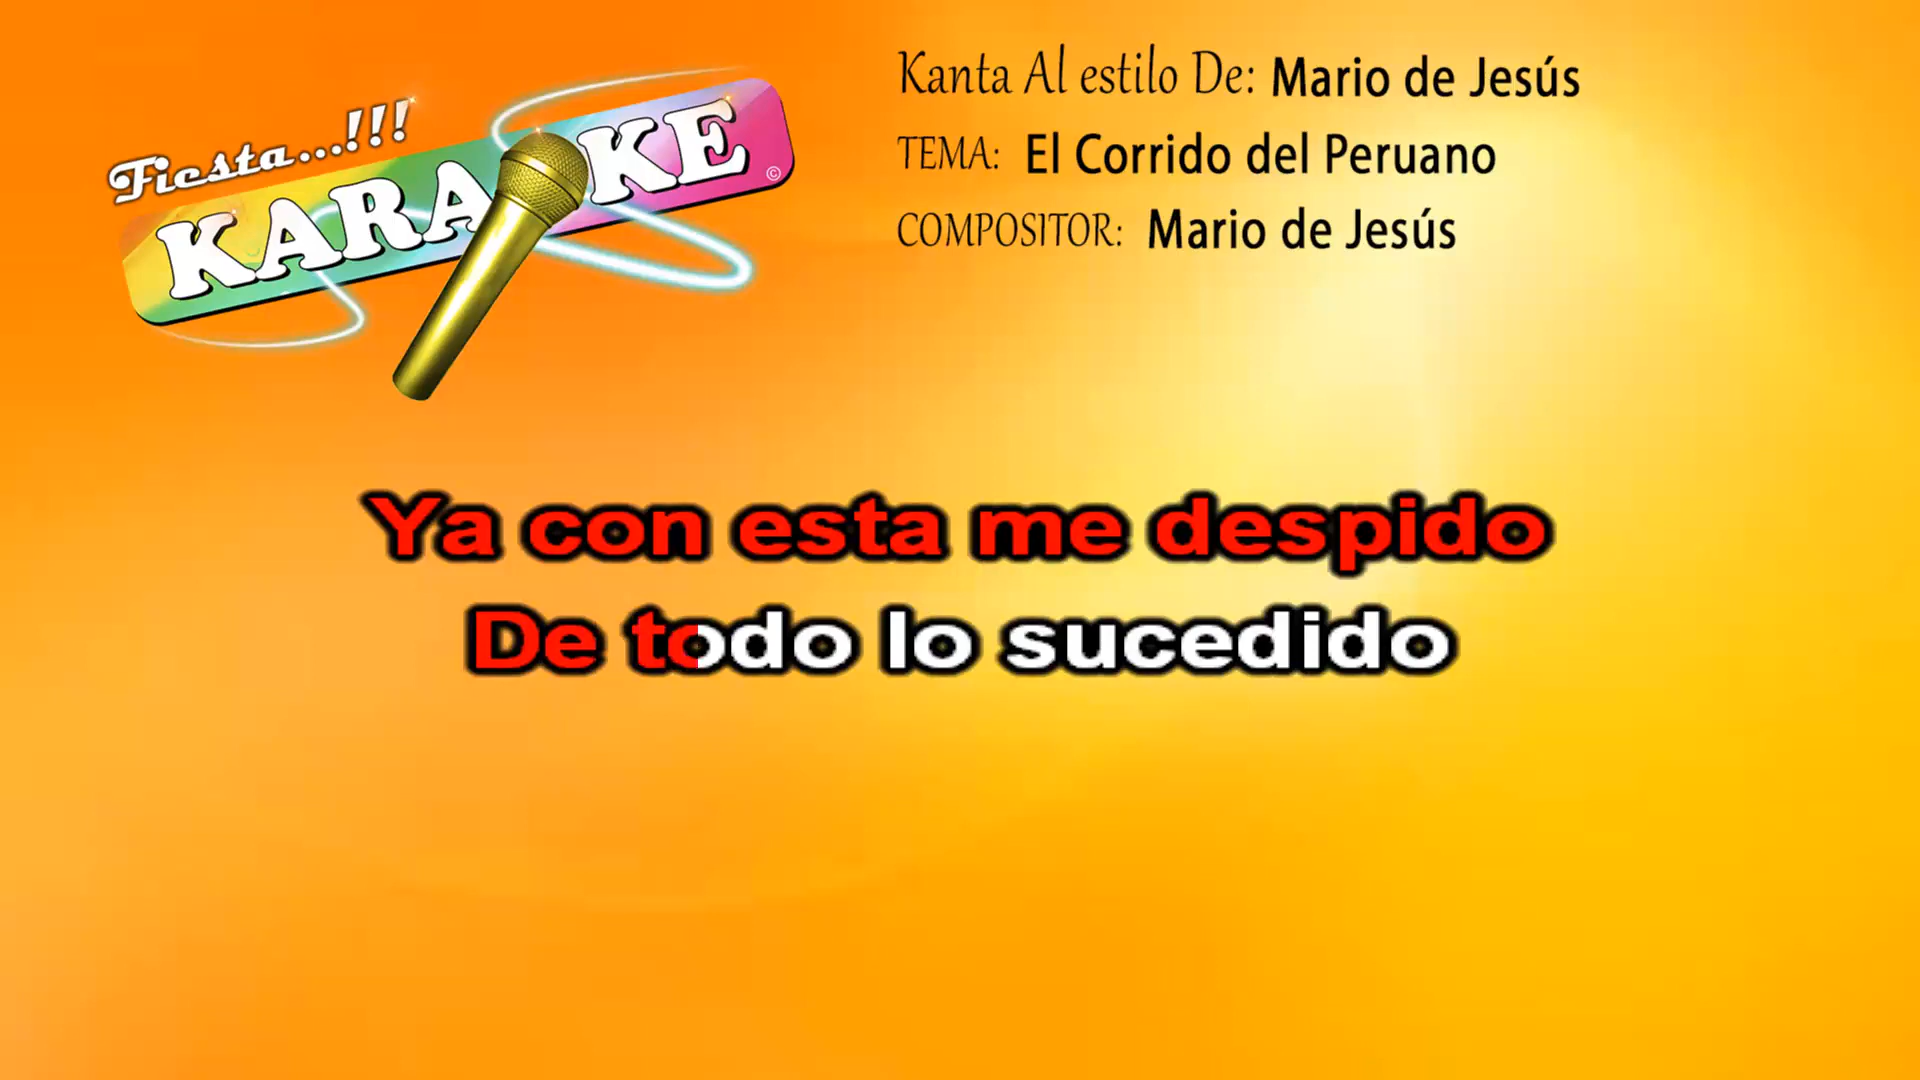 Fiesta...!!!
KARAOKE ©
Kanta Al estilo De: Mario de Jesús
TEMA: El Corrido del Peruano
COMPOSITOR: Mario de Jesús
Ya con esta me despido
De todo lo sucedido